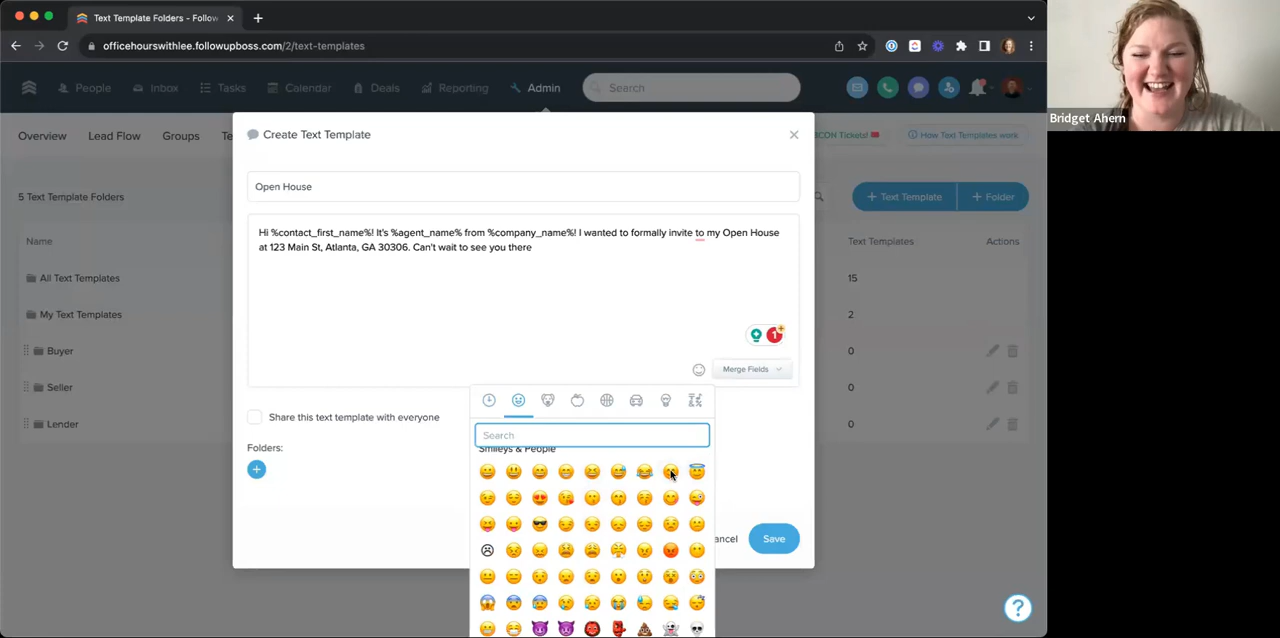 Text Template Folders - Follow
officehourswithlee.followupboss.com/2/text-templates
People
Inbox
Tasks
Calendar
Deals
Reporting
Admin
Search
Bridget Ahern
Overview
Lead Flow
Groups
Create Text Template
How Text Templates work
Open House
5 Text Template Folders
Text Template
Folder
Name
Text Templates
Actions
Hi %contact_first_name%! It's %agent_name% from %company_name%! I wanted to formally invite to my Open House
at 123 Main St, Atlanta, GA 30306. Can't wait to see you there
All Text Templates
15
My Text Templates
2
1
Buyer
0
Merge Fields
Seller
0
Share this text template with everyone
Lender
0
Search
Folders:
Smileys & People
Save